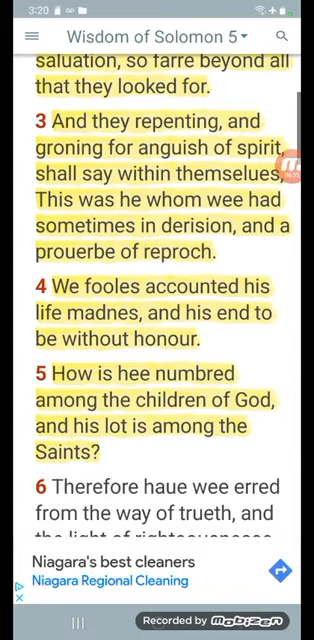 3:20
Wisdom of Solomon 5
saluation, so farre beyond all
that they looked for.
3 And they repenting, and
groning for anguish of spirit,
shall say within themselues,
This was he whom wee had
sometimes in derision, and a
prouerbe of reproch.
4 We fooles accounted his
life madnes, and his end to
be without honour.
5 How is hee numbred
among the children of God,
and his lot is among the
Saints?
6 Therefore haue wee erred
from the way of trueth, and
the light of righteousnesse
Niagara's best cleaners
Niagara Regional Cleaning
Recorded by mobizen